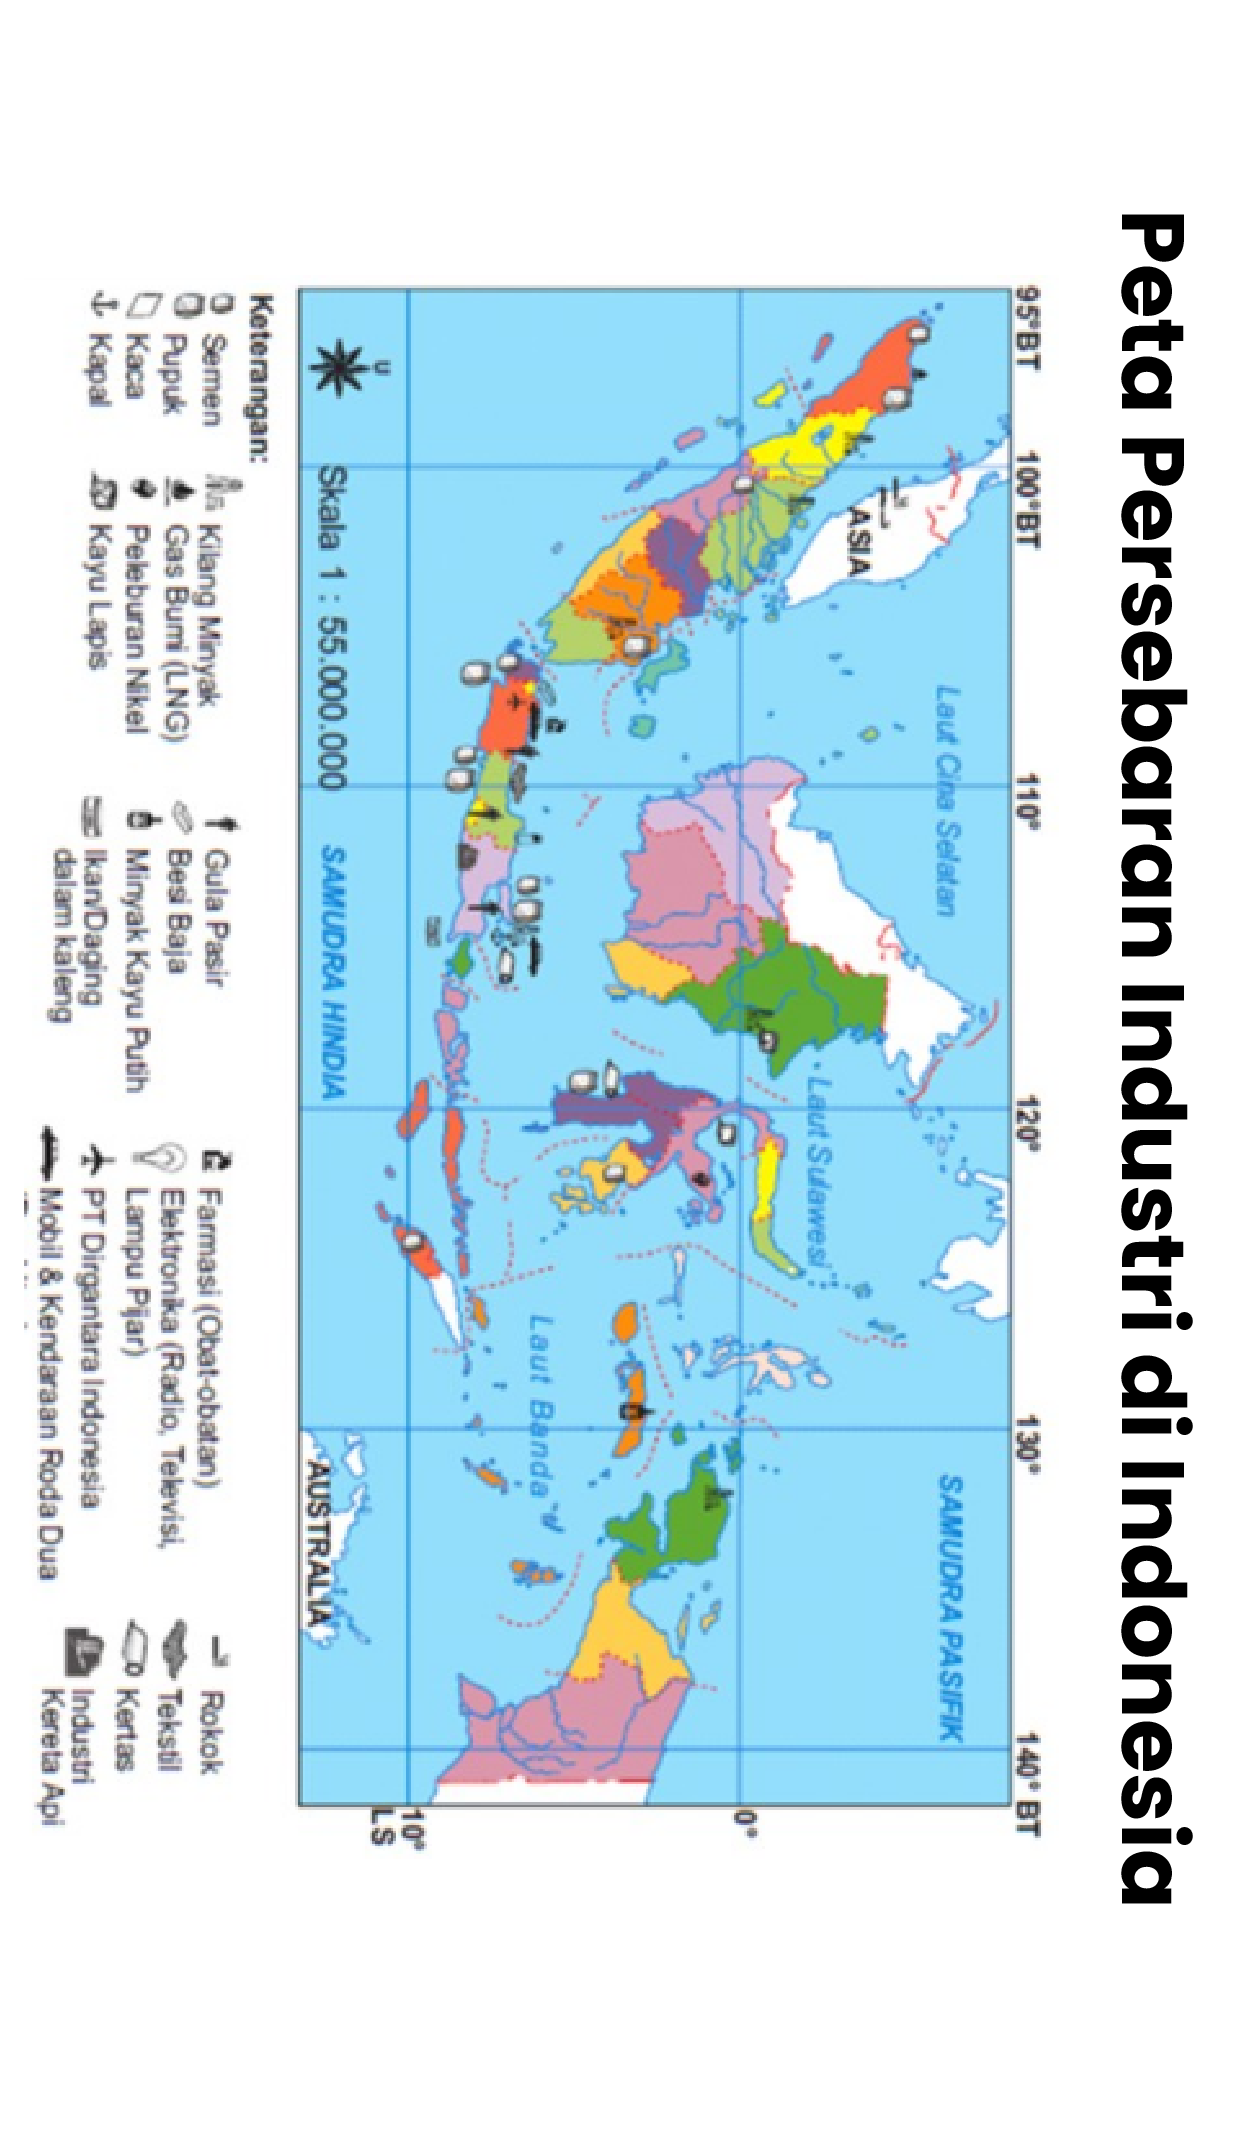 Peta Persebaran Industri di Indonesia
95°BT
100°BT
110°
120°
130°
140° BT
ASIA
Laut Cina Selatan
SAMUDRA PASIFIK
Laut Sulawesi
0°
Laut Banda
U
10°
LS
Skala 1 : 55.000.000
SAMUDRA HINDIA
AUSTRALIA
Keterangan:
Semen
Pupuk
Kaca
Kapal
Kilang Minyak
Gas Bumi (LNG)
Peleburan Nikel
Kayu Lapis
Gula Pasir
Besi Baja
Minyak Kayu Putih
Ikan/Daging
dalam kaleng
Farmasi (Obat-obatan)
Elektronika (Radio, Televisi,
Lampu Pijar)
PT Dirgantara Indonesia
Mobil & Kendaraan Roda Dua
Rokok
Tekstil
Kertas
Industri
Kereta Api